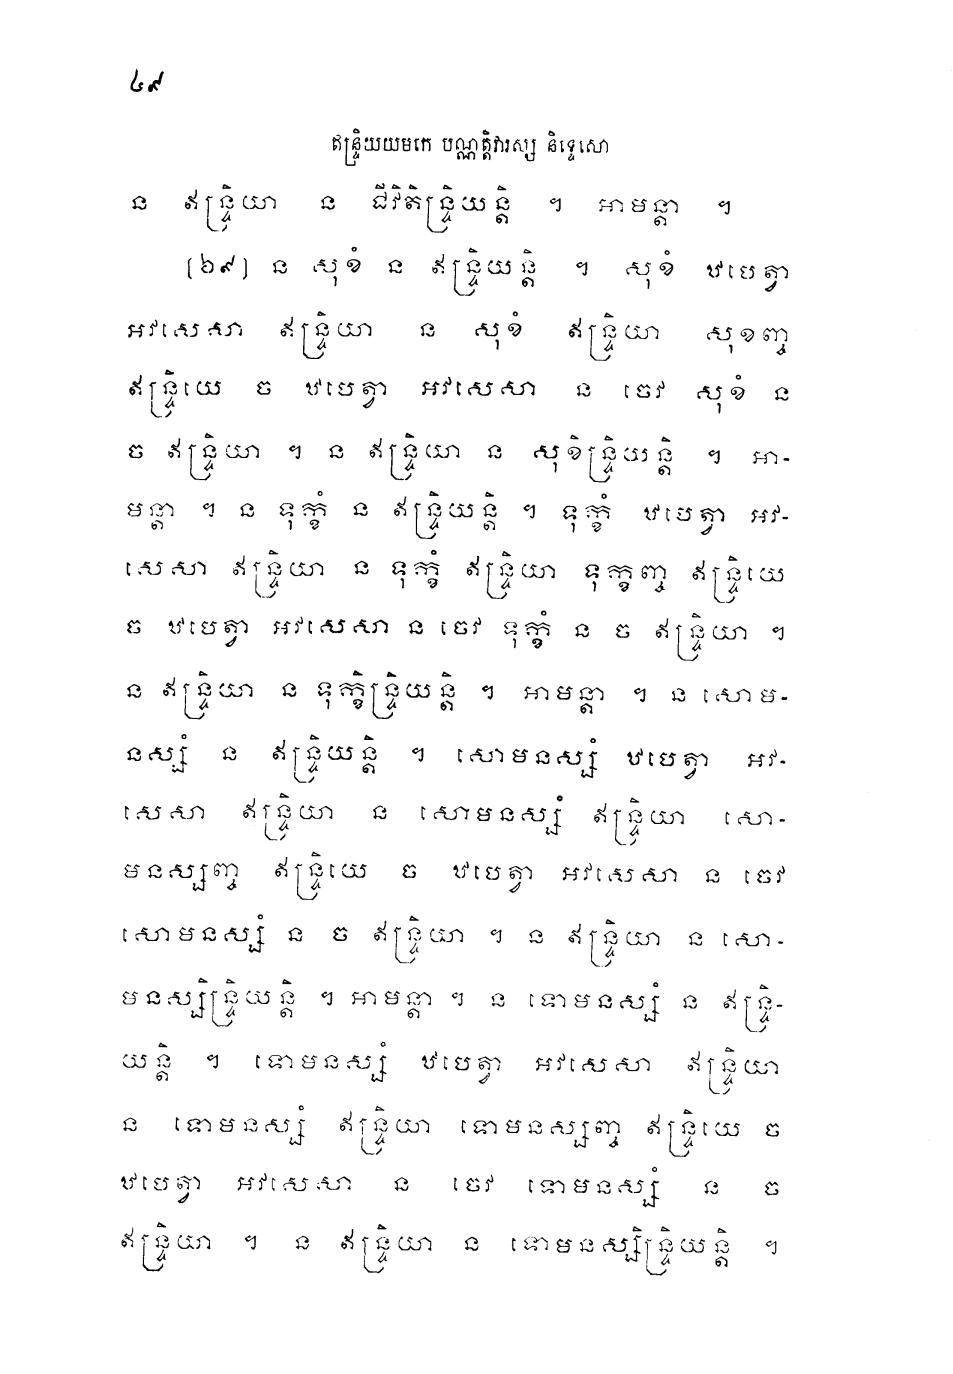 ៤៩
ឥន្ទ្រិយយមកេ បណ្ណត្តិវារស្ស និទ្ទេសោ
ន ឥន្ទ្រិយា ន ជីវិតិន្ទ្រិយន្តិ ។ អាមន្តា ។
(៦៩) ន សុខំ ន ឥន្ទ្រិយន្តិ ។ សុខំ ឋបេត្វា
អវសេសា ឥន្ទ្រិយា ន សុខំ ឥន្ទ្រិយា សុខញ្ច
ឥន្ទ្រិយេ ច ឋបេត្វា អវសេសា ន ចេវ សុខំ ន
ច ឥន្ទ្រិយា ។ ន ឥន្ទ្រិយា ន សុខិន្ទ្រិយន្តិ ។ អា-
មន្តា ។ ន ទុក្ខំ ន ឥន្ទ្រិយន្តិ ។ ទុក្ខំ ឋបេត្វា អវ-
សេសា ឥន្ទ្រិយា ន ទុក្ខំ ឥន្ទ្រិយា ទុក្ខញ្ច ឥន្ទ្រិយេ
ច ឋបេត្វា អវសេសា ន ចេវ ទុក្ខំ ន ច ឥន្ទ្រិយា ។
ន ឥន្ទ្រិយា ន ទុក្ខិន្ទ្រិយន្តិ ។ អាមន្តា ។ ន សោម-
នស្សំ ន ឥន្ទ្រិយន្តិ ។ សោមនស្សំ ឋបេត្វា អវ-
សេសា ឥន្ទ្រិយា ន សោមនស្សំ ឥន្ទ្រិយា សោ-
មនស្សញ្ច ឥន្ទ្រិយេ ច ឋបេត្វា អវសេសា ន ចេវ
សោមនស្សំ ន ច ឥន្ទ្រិយា ។ ន ឥន្ទ្រិយា ន សោ-
មនស្សិន្ទ្រិយន្តិ ។ អាមន្តា ។ ន ទោមនស្សំ ន ឥន្ទ្រិ-
យន្តិ ។ ទោមនស្សំ ឋបេត្វា អវសេសា ឥន្ទ្រិយា
ន ទោមនស្សំ ឥន្ទ្រិយា ទោមនស្សញ្ច ឥន្ទ្រិយេ ច
ឋបេត្វា អវសេសា ន ចេវ ទោមនស្សំ ន ច
ឥន្ទ្រិយា ។ ន ឥន្ទ្រិយា ន ទោមនស្សិន្ទ្រិយន្តិ ។